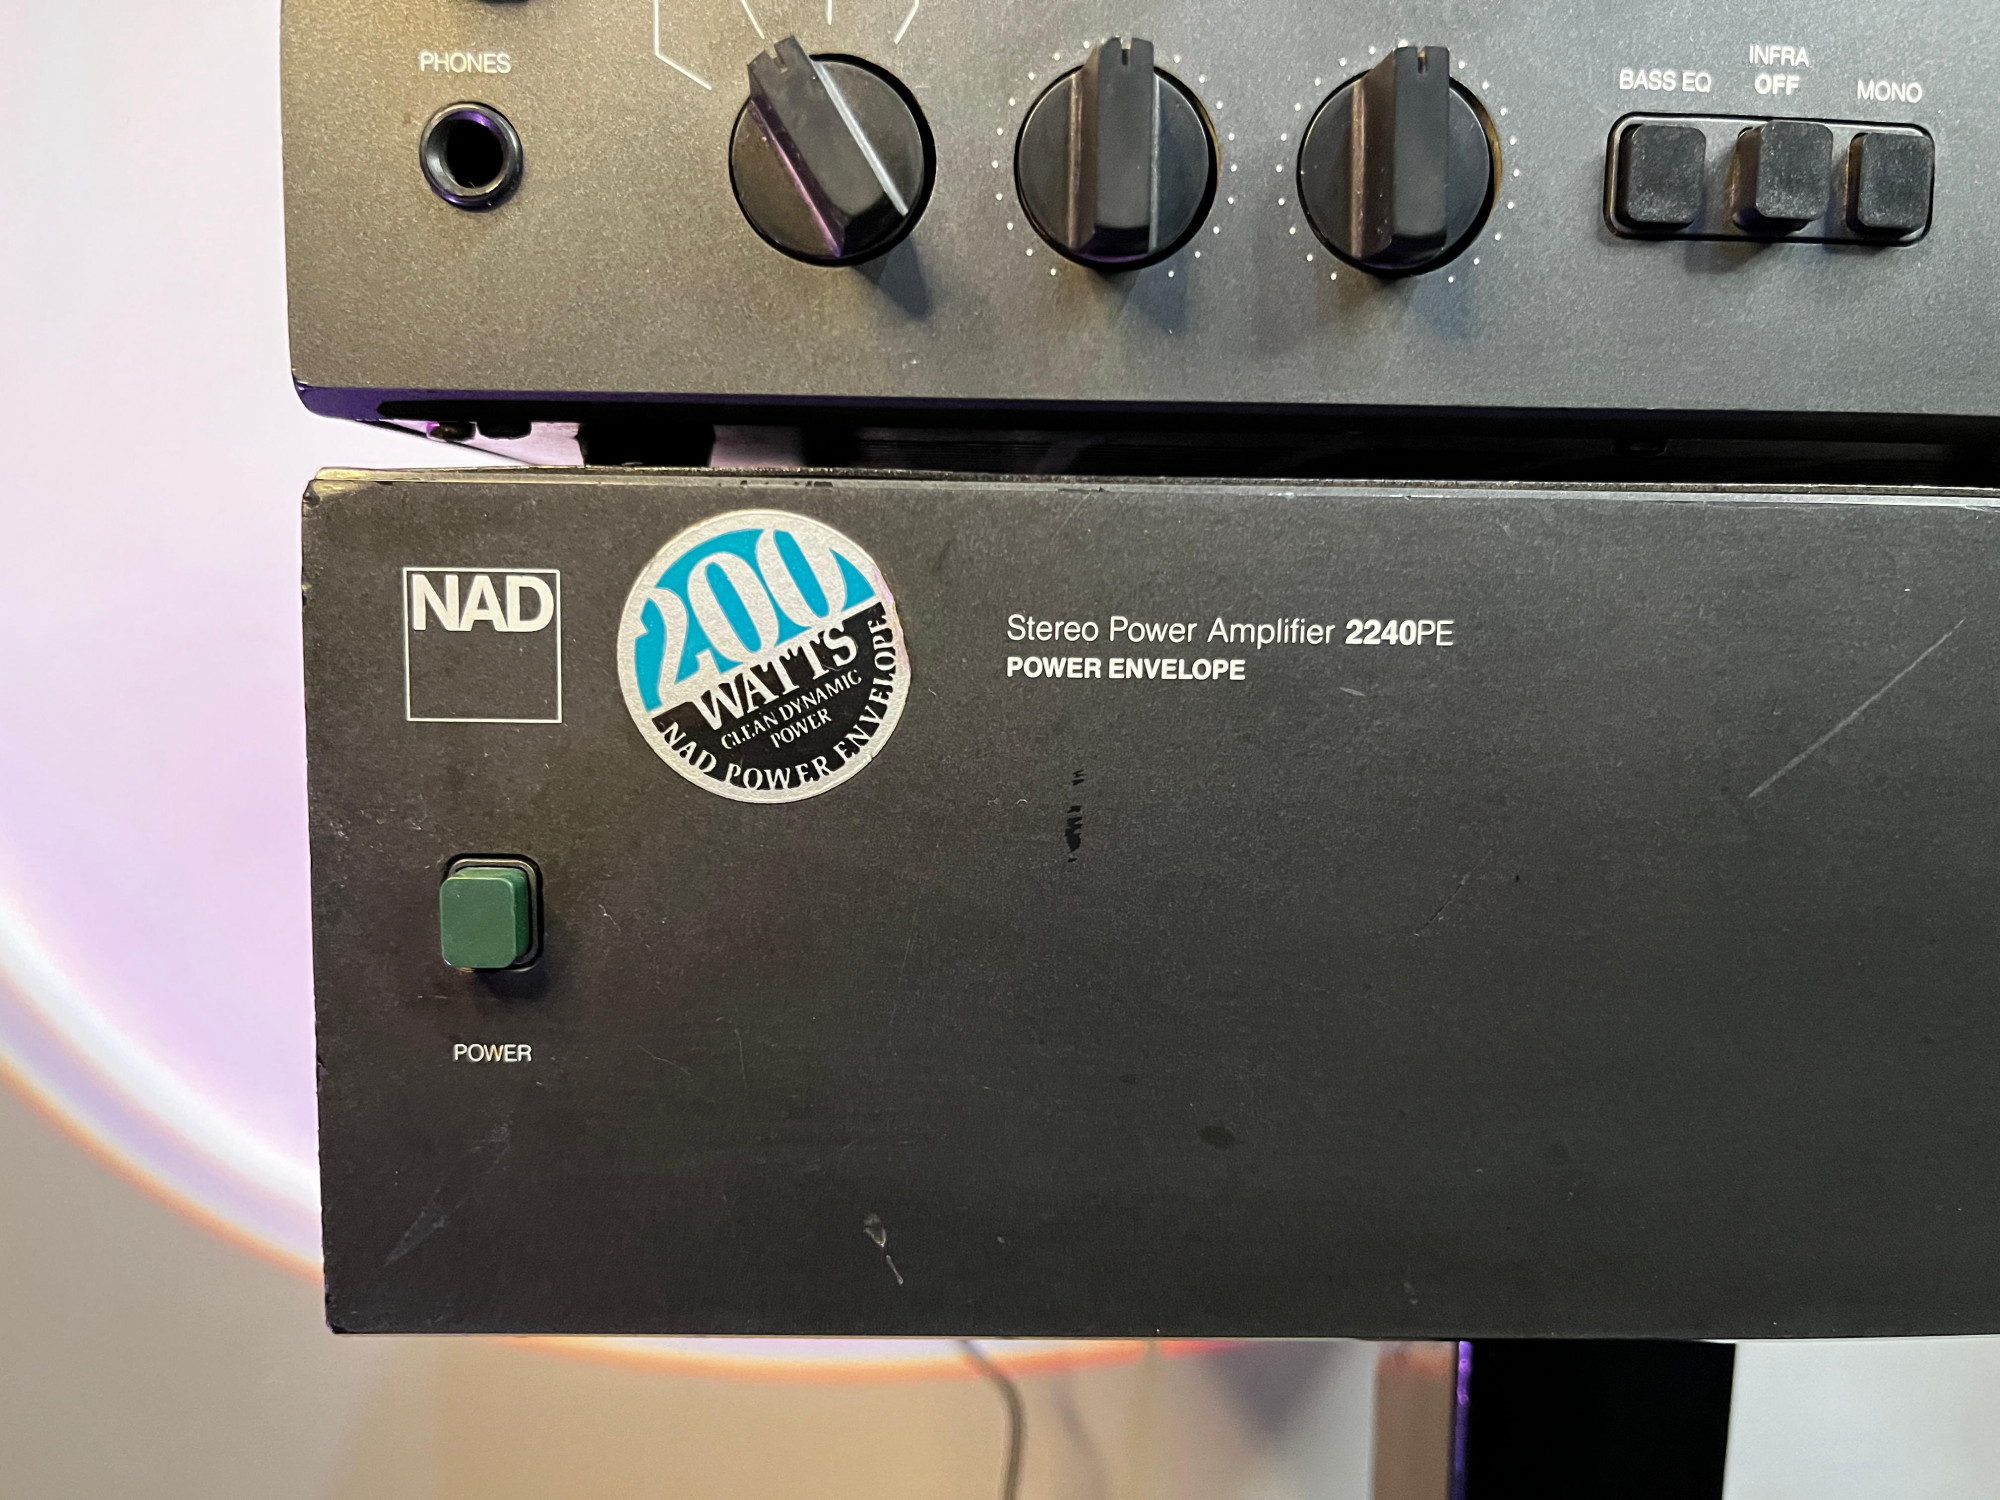 PHONES
BASS EQ
INFRA
OFF
MONO
NAD
200
WATTS
CLEAN DYNAMIC
POWER
NAD POWER ENVELOPE
Stereo Power Amplifier 2240PE
POWER ENVELOPE
POWER